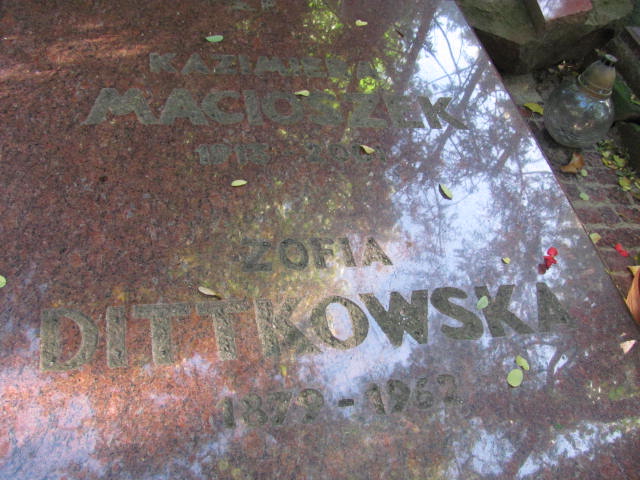 KAZIMIERZ
MACIOSZEK
ZOFIA
DITTKOWSKA
1879 - 1962